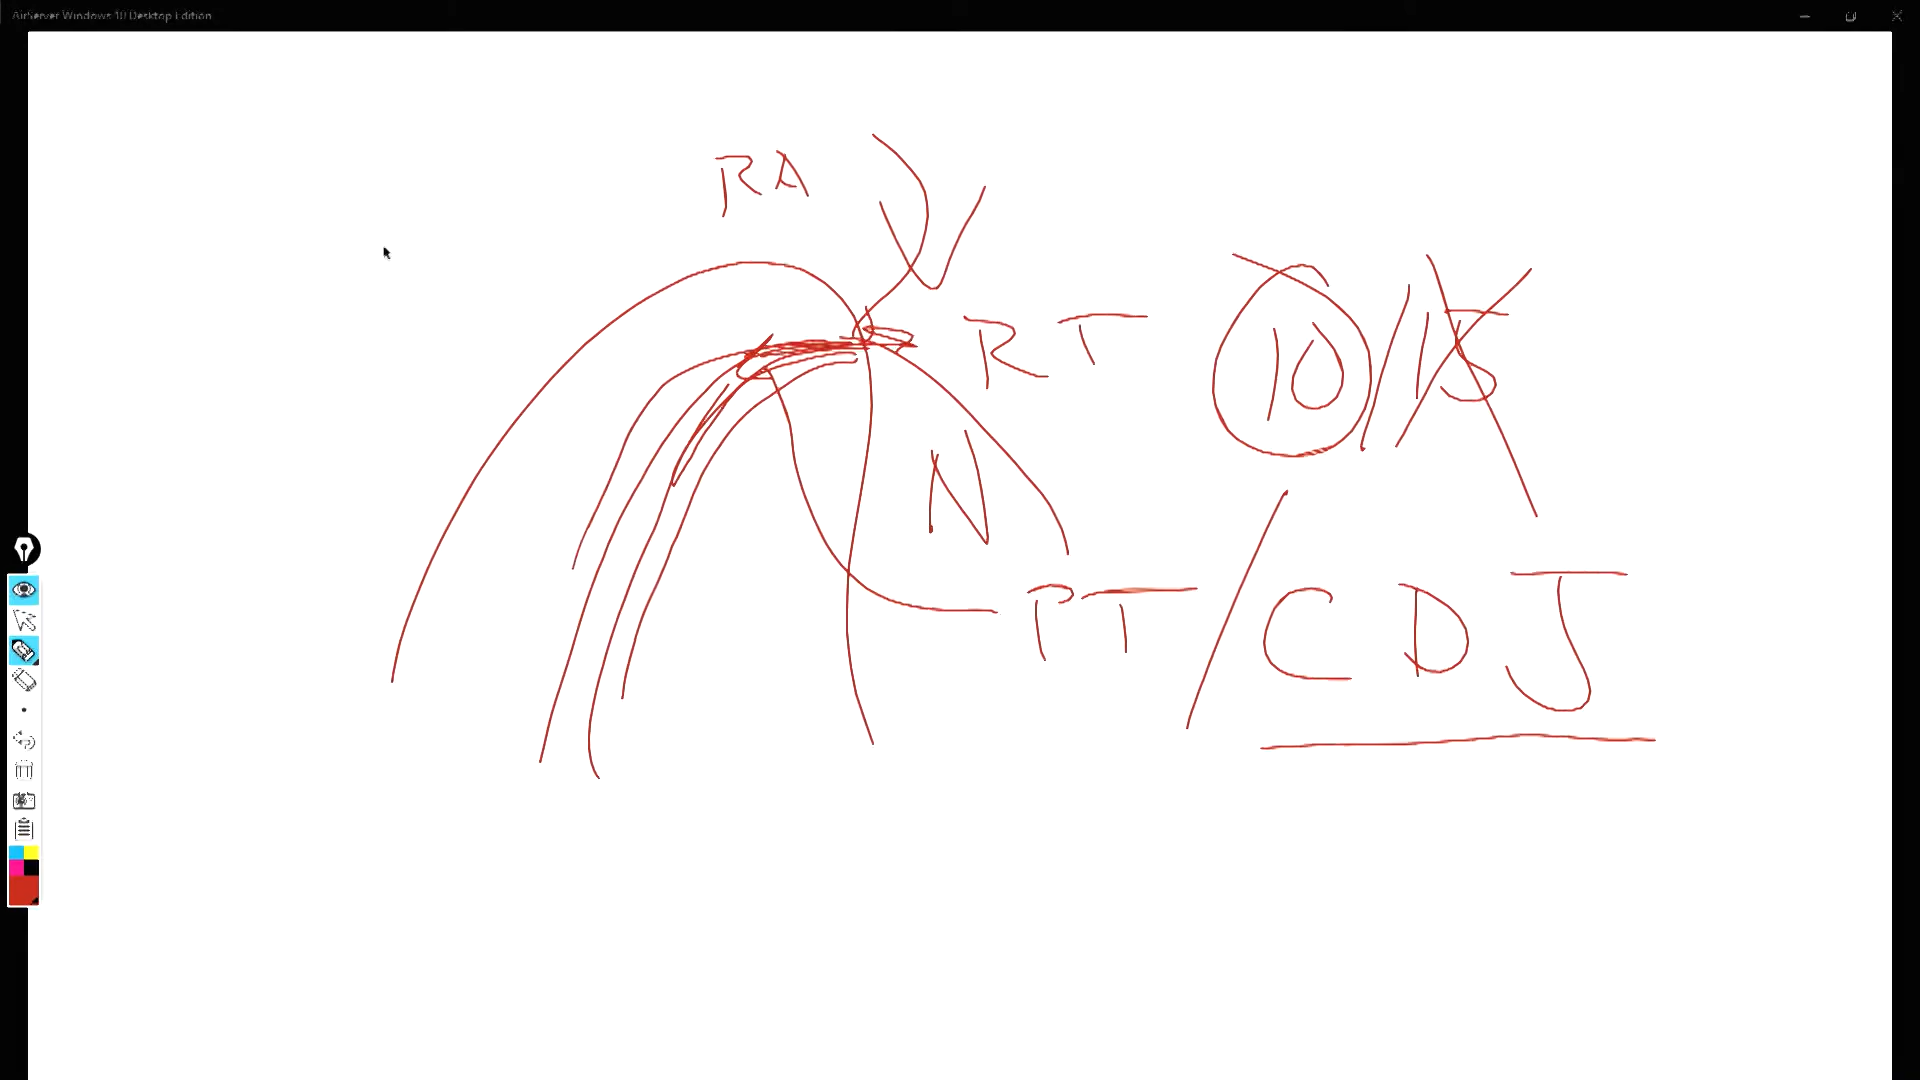 AirServer Windows 10 Desktop Edition
RA
V
RT 10/15
N
PT/CDJ